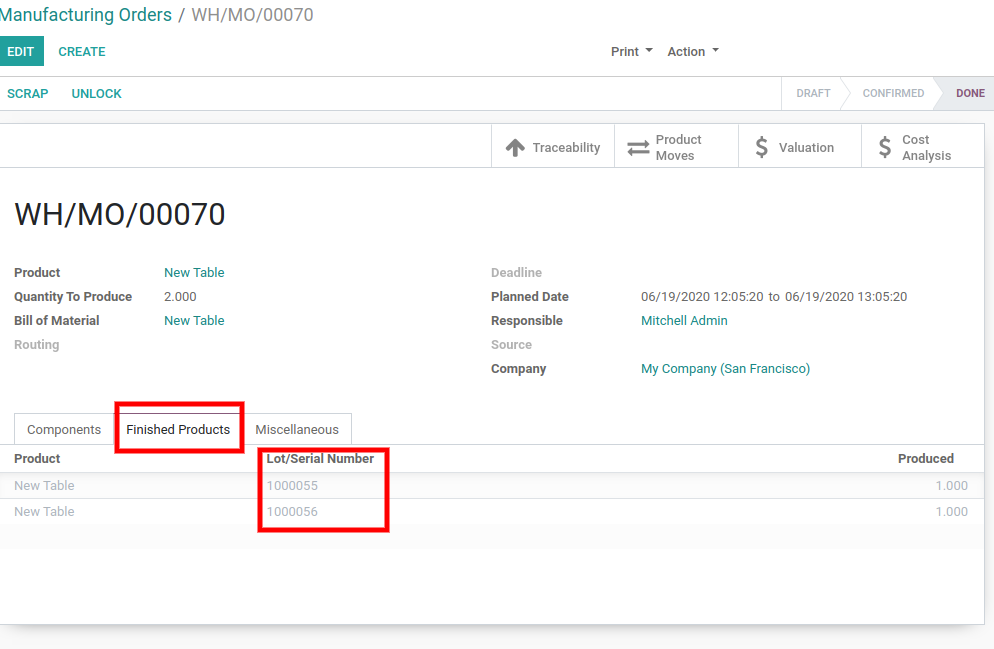 Manufacturing Orders / WH/MO/00070
EDIT CREATE Print Action
SCRAP UNLOCK DRAFT CONFIRMED DONE
Traceability Product Moves $ Valuation $ Cost Analysis
WH/MO/00070
Product New Table Deadline
Quantity To Produce 2.000 Planned Date 06/19/2020 12:05:20 to 06/19/2020 13:05:20
Bill of Material New Table Responsible Mitchell Admin
Routing Source
Company My Company (San Francisco)
Components Finished Products Miscellaneous
Product Lot/Serial Number Produced
New Table 1000055 1.000
New Table 1000056 1.000